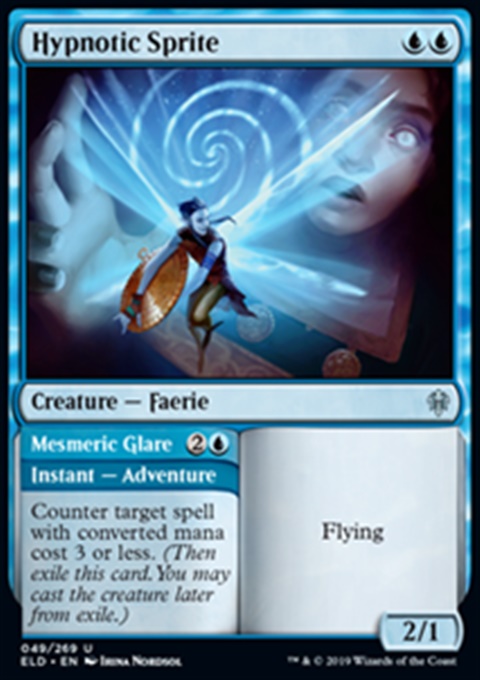 Hypnotic Sprite
Creature — Faerie
Mesmeric Glare 2
Instant — Adventure
Counter target spell
with converted mana
cost 3 or less. (Then
exile this card. You may
cast the creature later
from exile.)
Flying
2/1
049/269 U
ELD • EN Irina Nordsol
™ & © 2019 Wizards of the Coast